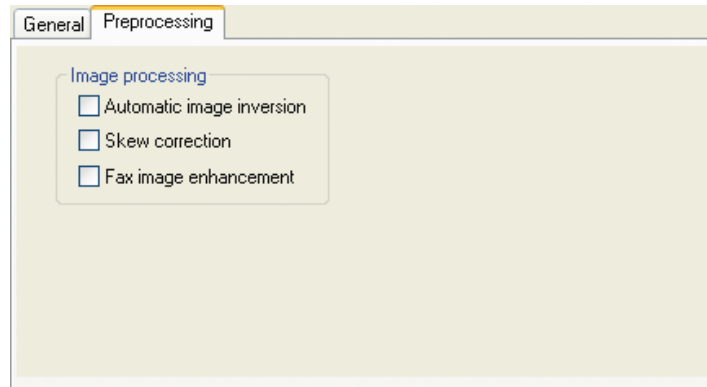 General Preprocessing
Image processing
Automatic image inversion
Skew correction
Fax image enhancement